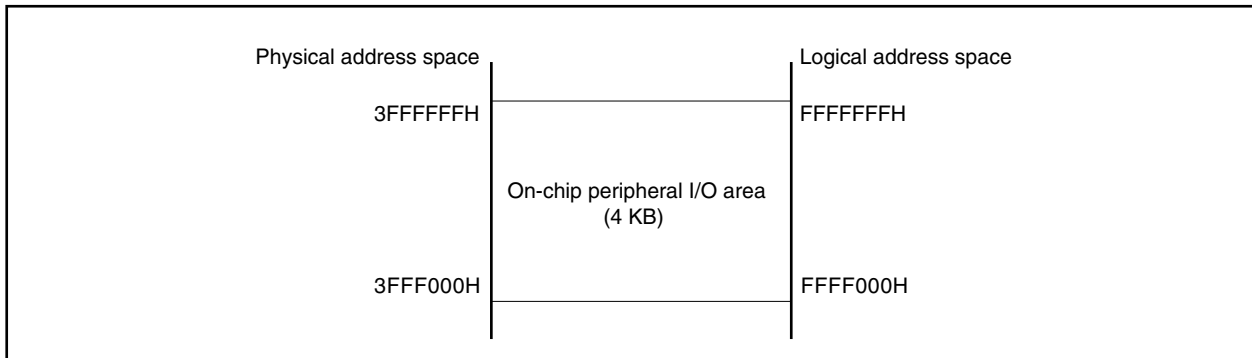 Physical address space
Logical address space
3FFFFFFH
FFFFFFFH
On-chip peripheral I/O area
(4 KB)
3FFF000H
FFFF000H